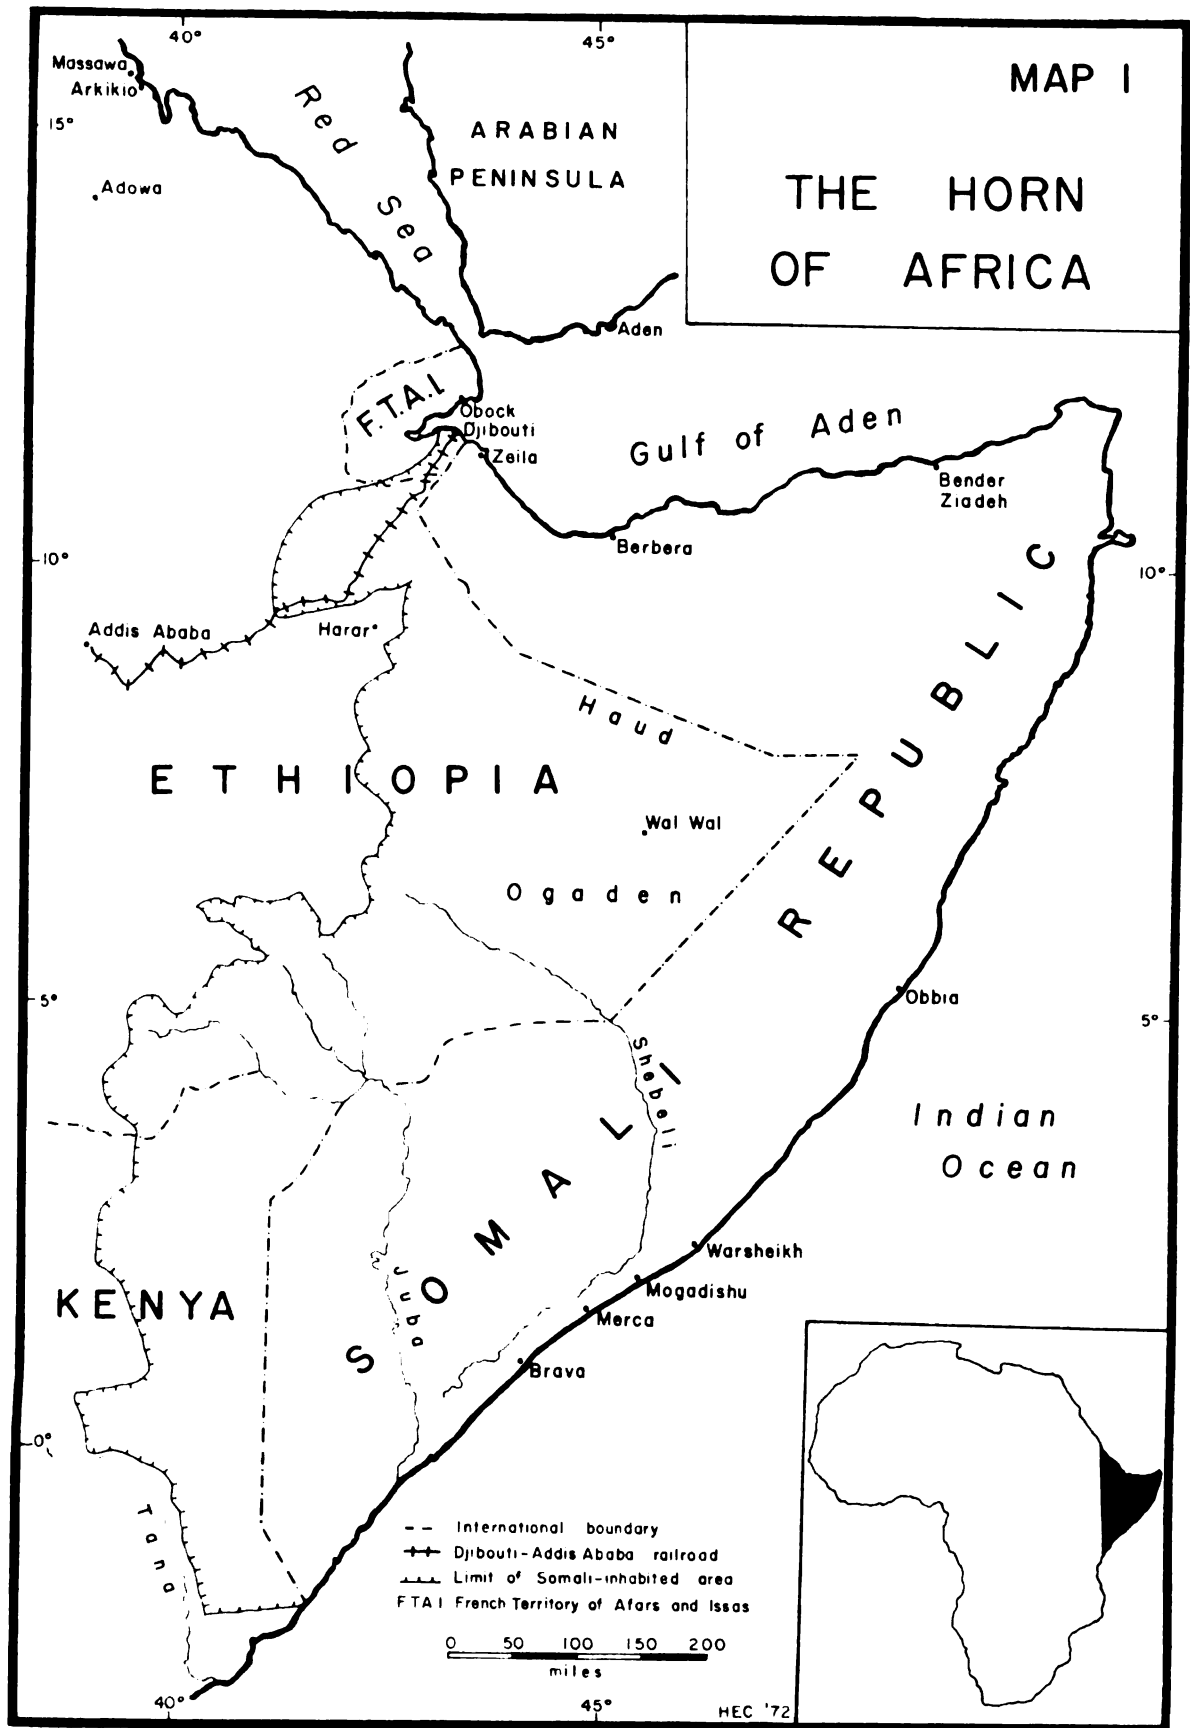 40°
45°
MAP 1
THE HORN
OF AFRICA
Massawa
Arkikio
15°
Adowa
Red Sea
ARABIAN
PENINSULA
Aden
F.T.A.I.
Obock
Djibouti
Zeila
Gulf of Aden
Bender
Ziadeh
Berbera
10°
10°
Addis Ababa
Harar
Haud
ETHIOPIA
Wal Wal
Ogaden
SOMALI REPUBLIC
5°
5°
Obbia
Shebeli
Indian
Ocean
Warsheikh
Mogadishu
Merca
Brava
KENYA
Juba
0°
Tana
International boundary
Djibouti-Addis Ababa railroad
Limit of Somali-inhabited area
FTAI French Territory of Afars and Issas
0 50 100 150 200
miles
40°
45°
HEC '72